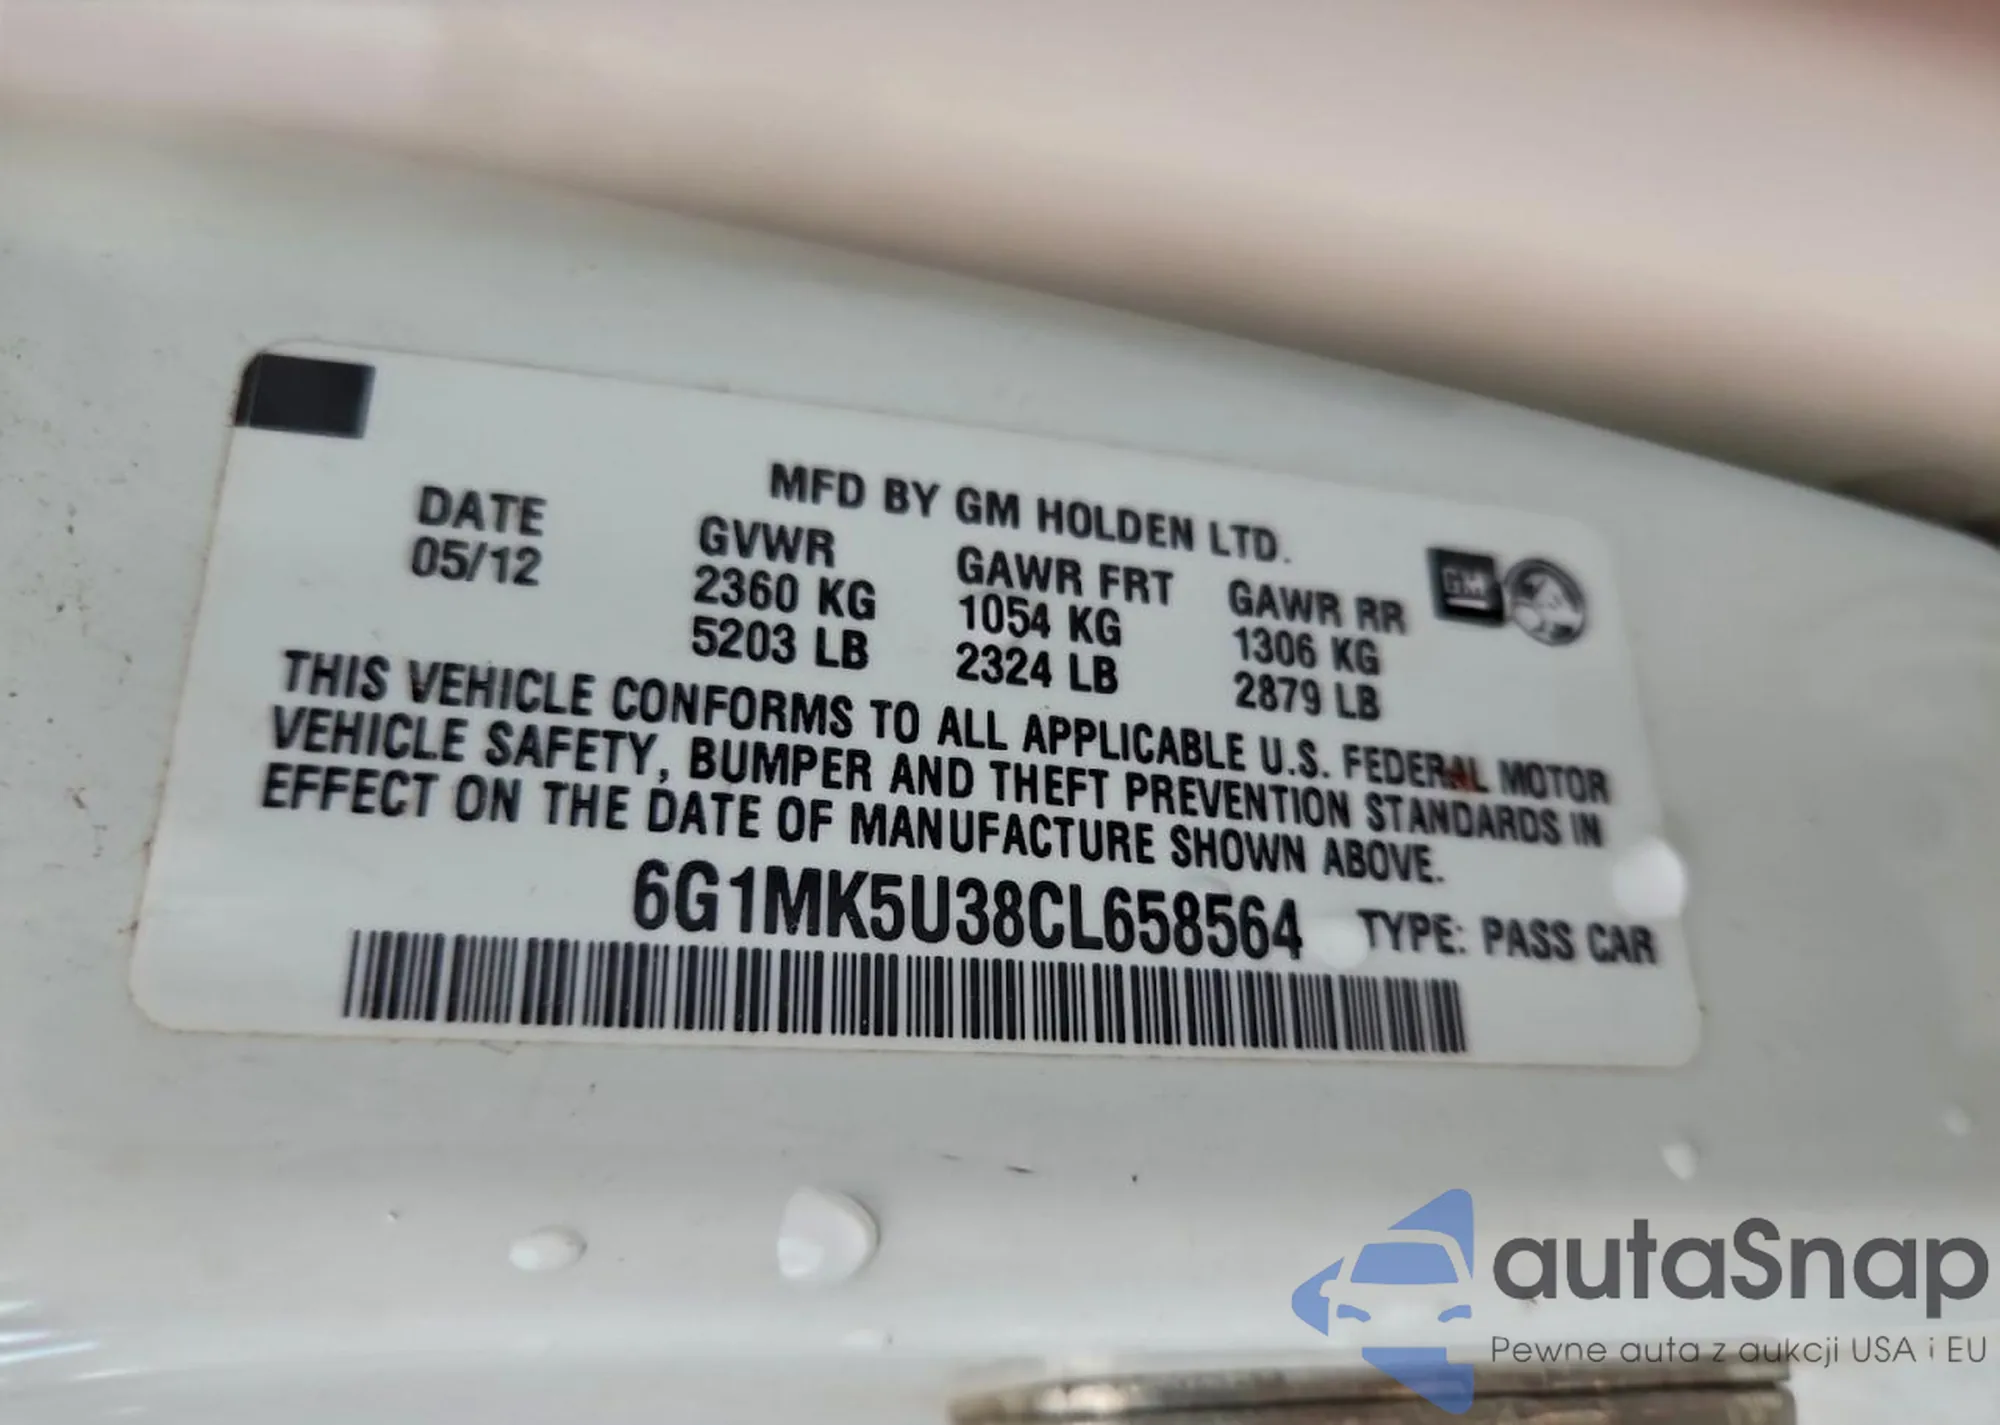 MFD BY GM HOLDEN LTD.
DATE
05/12
GVWR
2360 KG
5203 LB
GAWR FRT
1054 KG
2324 LB
GAWR RR
1306 KG
2879 LB
GM
THIS VEHICLE CONFORMS TO ALL APPLICABLE U.S. FEDERAL MOTOR
VEHICLE SAFETY, BUMPER AND THEFT PREVENTION STANDARDS IN
EFFECT ON THE DATE OF MANUFACTURE SHOWN ABOVE.
6G1MK5U38CL658564 TYPE: PASS CAR
autaSnap
Pewne auta z aukcji USA i EU